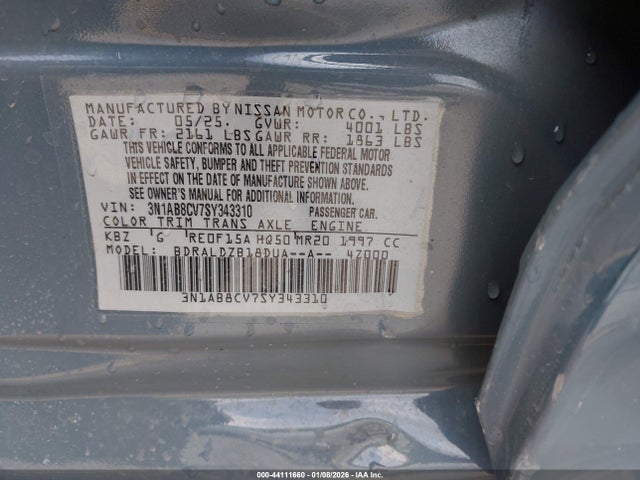 MANUFACTURED BY NISSAN MOTOR CO., LTD.
DATE: 05/25. GVWR: 4001 LBS
GAWR FR: 2161 LBS GAWR RR: 1863 LBS
THIS VEHICLE CONFORMS TO ALL APPLICABLE FEDERAL MOTOR
VEHICLE SAFETY, BUMPER AND THEFT PREVENTION STANDARDS
IN EFFECT ON THE DATE OF MANUFACTURE SHOWN ABOVE.
SEE OWNER'S MANUAL FOR ADDITIONAL INFORMATION.
VIN: 3N1AB8CV7SY343310 PASSENGER CAR.
COLOR TRIM TRANS AXLE ENGINE
KBZ G RE0F15A HQ50 MR20 1997 CC
MODEL: BDRALDZB18DUA--A-- 4Z000
3N1AB8CV7SY343310
000-44111660 - 01/08/2026 - IAA Inc.